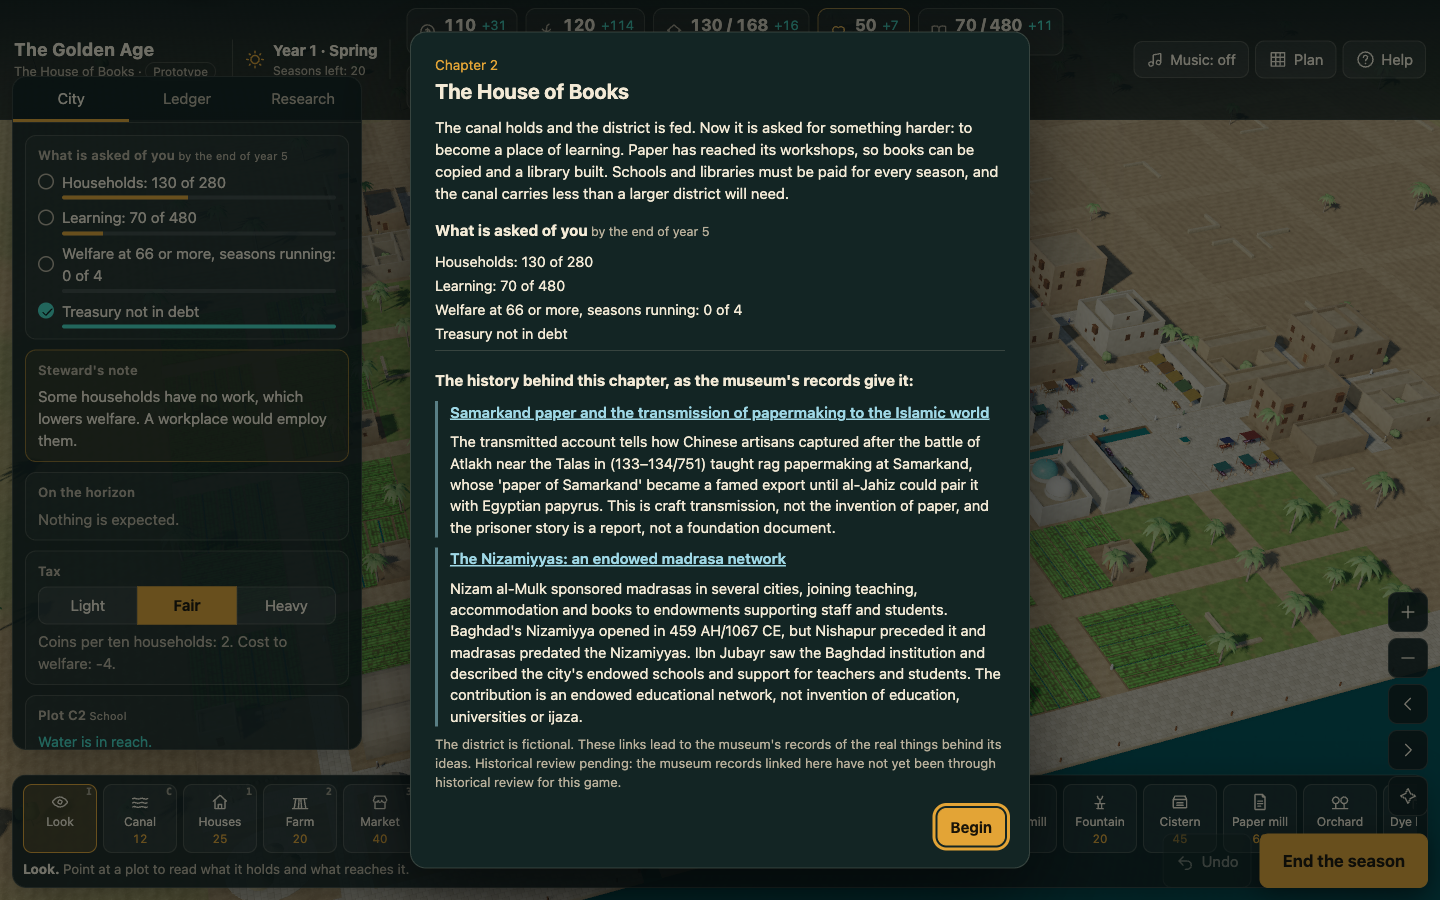 110 +31
120 +114
130 / 168 +16
50 +7
70 / 480 +11
The Golden Age
The House of Books · Prototype
Year 1 · Spring
Seasons left: 20
Music: off
Plan
Help
City
Ledger
Research
What is asked of you by the end of year 5
Households: 130 of 280
Learning: 70 of 480
Welfare at 66 or more, seasons running:
0 of 4
Treasury not in debt
Steward's note
Some households have no work, which
lowers welfare. A workplace would employ
them.
On the horizon
Nothing is expected.
Tax
Light
Fair
Heavy
Coins per ten households: 2. Cost to
welfare: -4.
Plot C2 School
Water is in reach.
Chapter 2
The House of Books
The canal holds and the district is fed. Now it is asked for something harder: to
become a place of learning. Paper has reached its workshops, so books can be
copied and a library built. Schools and libraries must be paid for every season, and
the canal carries less than a larger district will need.
What is asked of you by the end of year 5
Households: 130 of 280
Learning: 70 of 480
Welfare at 66 or more, seasons running: 0 of 4
Treasury not in debt
The history behind this chapter, as the museum's records give it:
Samarkand paper and the transmission of papermaking to the Islamic world
The transmitted account tells how Chinese artisans captured after the battle of
Atlakh near the Talas in (133–134/751) taught rag papermaking at Samarkand,
whose 'paper of Samarkand' became a famed export until al-Jahiz could pair it
with Egyptian papyrus. This is craft transmission, not the invention of paper, and
the prisoner story is a report, not a foundation document.
The Nizamiyyas: an endowed madrasa network
Nizam al-Mulk sponsored madrasas in several cities, joining teaching,
accommodation and books to endowments supporting staff and students.
Baghdad's Nizamiyya opened in 459 AH/1067 CE, but Nishapur preceded it and
madrasas predated the Nizamiyyas. Ibn Jubayr saw the Baghdad institution and
described the city's endowed schools and support for teachers and students. The
contribution is an endowed educational network, not invention of education,
universities or ijaza.
The district is fictional. These links lead to the museum's records of the real things behind its
ideas. Historical review pending: the museum records linked here have not yet been through
historical review for this game.
Begin
Look
Canal C
12
Houses 1
25
Farm 2
20
Market
40
mill
Fountain
20
Cistern
45
Paper mill
Orchard
Dye
Look. Point at a plot to read what it holds and what reaches it.
Undo
End the season